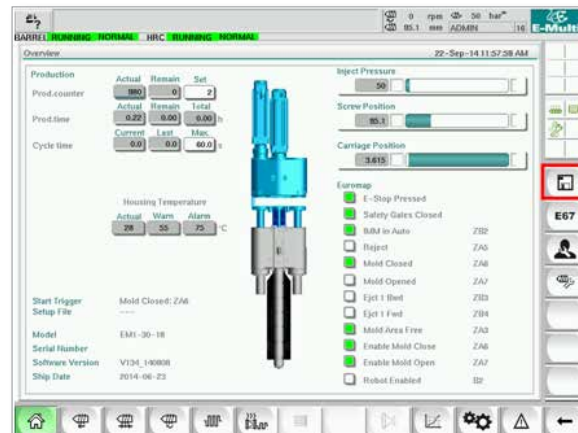 0 rpm 50 bar
E-Multi
85.1 mm ADMIN 16
BARREL RUNNING NORMAL HRC RUNNING NORMAL
Overview 22-Sep-14 11:57:58 AM
Production
Actual Remain Set
Prod.counter 980 0 2
Actual Remain Total
Prod.time 0.22 0.00 0.00 h
Current Last Max.
Cycle time 0.0 0.0 60.0 s
Housing Temperature
Actual Warn Alarm
28 55 75 °C
Start Trigger Mold Closed: ZA6
Setup File ---
Model EM1-30-18
Serial Number
Software Version V134_140808
Ship Date 2014-06-23
Inject Pressure
50
Screw Position
85.1
Carriage Position
3.615
Euromap
E-Stop Pressed
Safety Gates Closed
IMM in Auto ZB2
Reject ZA5
Mold Closed ZA6
Mold Opened ZA7
Ejct 1 Bwd ZB3
Ejct 1 Fwd ZB4
Mold Area Free ZA3
Enable Mold Close ZA6
Enable Mold Open ZA7
Robot Enabled B2
E67